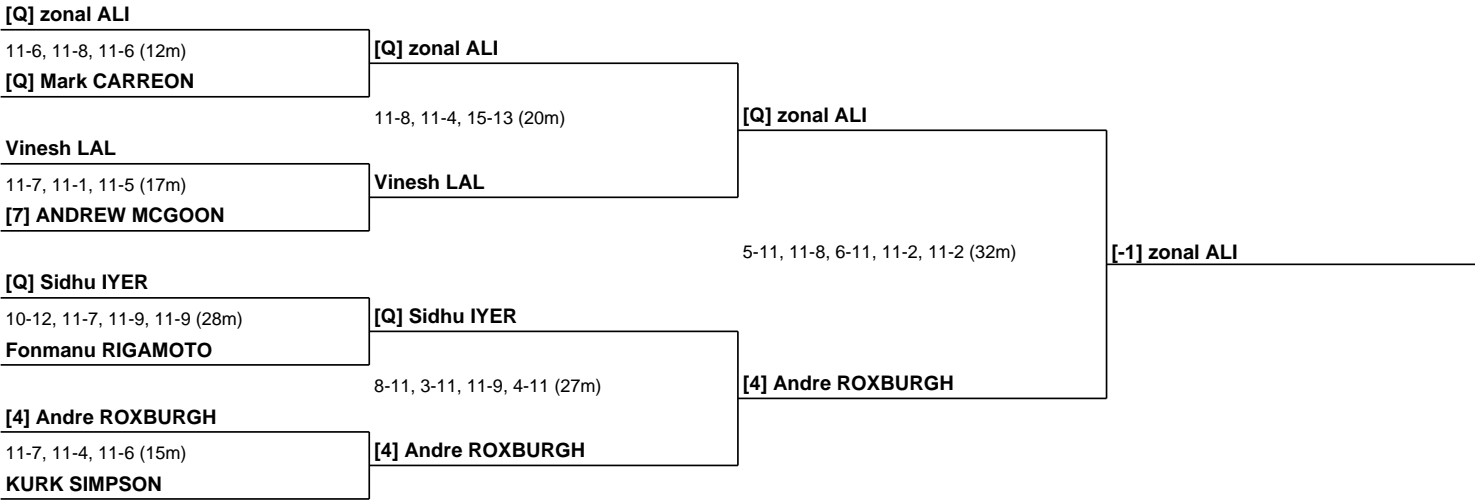 [Q] zonal ALI
11-6, 11-8, 11-6 (12m)
[Q] Mark CARREON
[Q] zonal ALI
11-8, 11-4, 15-13 (20m)
[Q] zonal ALI
Vinesh LAL
11-7, 11-1, 11-5 (17m)
[7] ANDREW MCGOON
Vinesh LAL
5-11, 11-8, 6-11, 11-2, 11-2 (32m)
[-1] zonal ALI
[Q] Sidhu IYER
10-12, 11-7, 11-9, 11-9 (28m)
Fonmanu RIGAMOTO
[Q] Sidhu IYER
8-11, 3-11, 11-9, 4-11 (27m)
[4] Andre ROXBURGH
[4] Andre ROXBURGH
11-7, 11-4, 11-6 (15m)
KURK SIMPSON
[4] Andre ROXBURGH